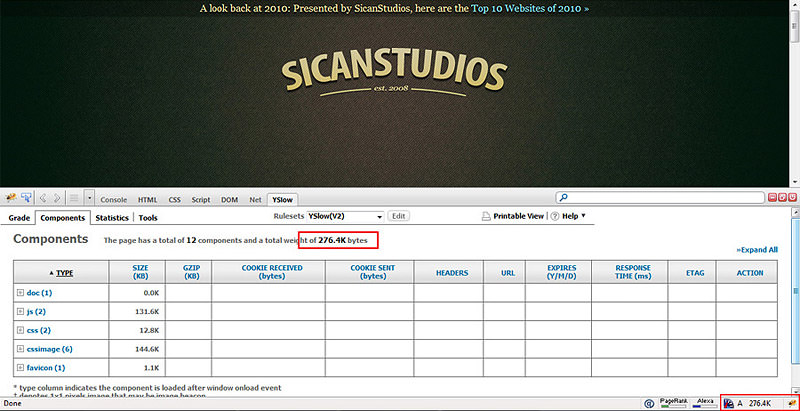 A look back at 2010: Presented by SicanStudios, here are the Top 10 Websites of 2010 »
SICANSTUDIOS
est. 2008
Console HTML CSS Script DOM Net YSlow
Grade Components Statistics Tools Rulesets YSlow(V2) Edit Printable View | Help
Components The page has a total of 12 components and a total weight of 276.4K bytes
»Expand All
▲ TYPE SIZE (KB) GZIP (KB) COOKIE RECEIVED (bytes) COOKIE SENT (bytes) HEADERS URL EXPIRES (Y/M/D) RESPONSE TIME (ms) ETAG ACTION
doc (1) 0.0K
js (2) 131.6K
css (2) 12.8K
cssimage (6) 144.6K
favicon (1) 1.1K
* type column indicates the component is loaded after window onload event
† denotes 1x1 pixels image that may be image beacon
Done PageRank Alexa A 276.4K